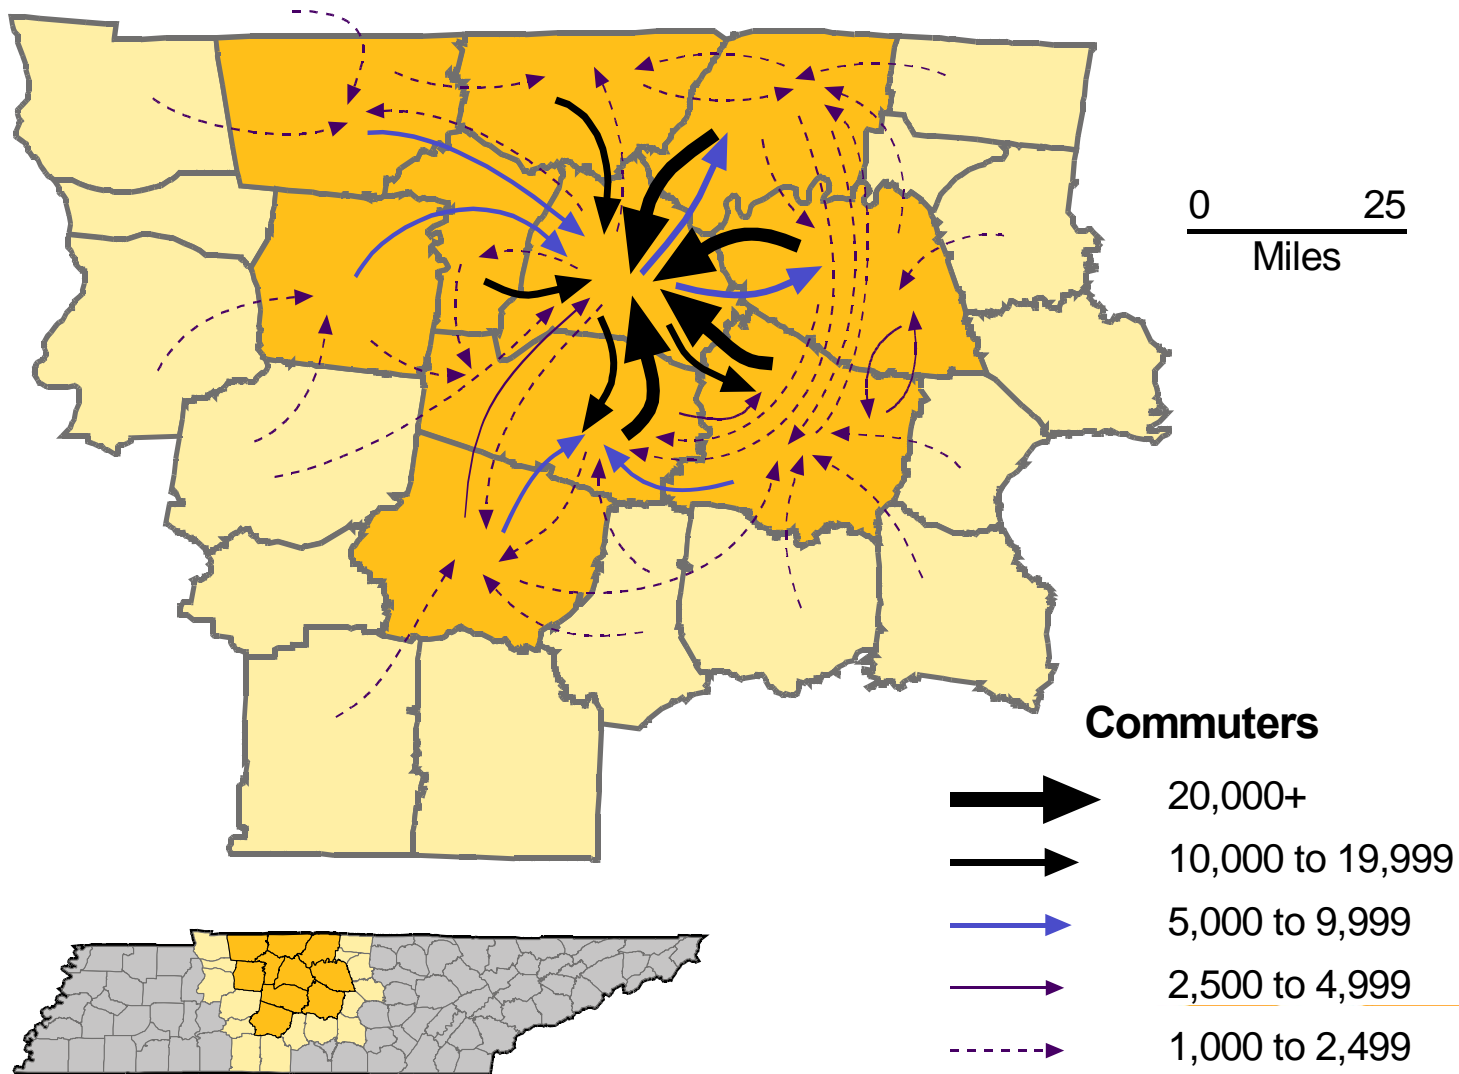 0 25
Miles
Commuters
20,000+
10,000 to 19,999
5,000 to 9,999
2,500 to 4,999
1,000 to 2,499